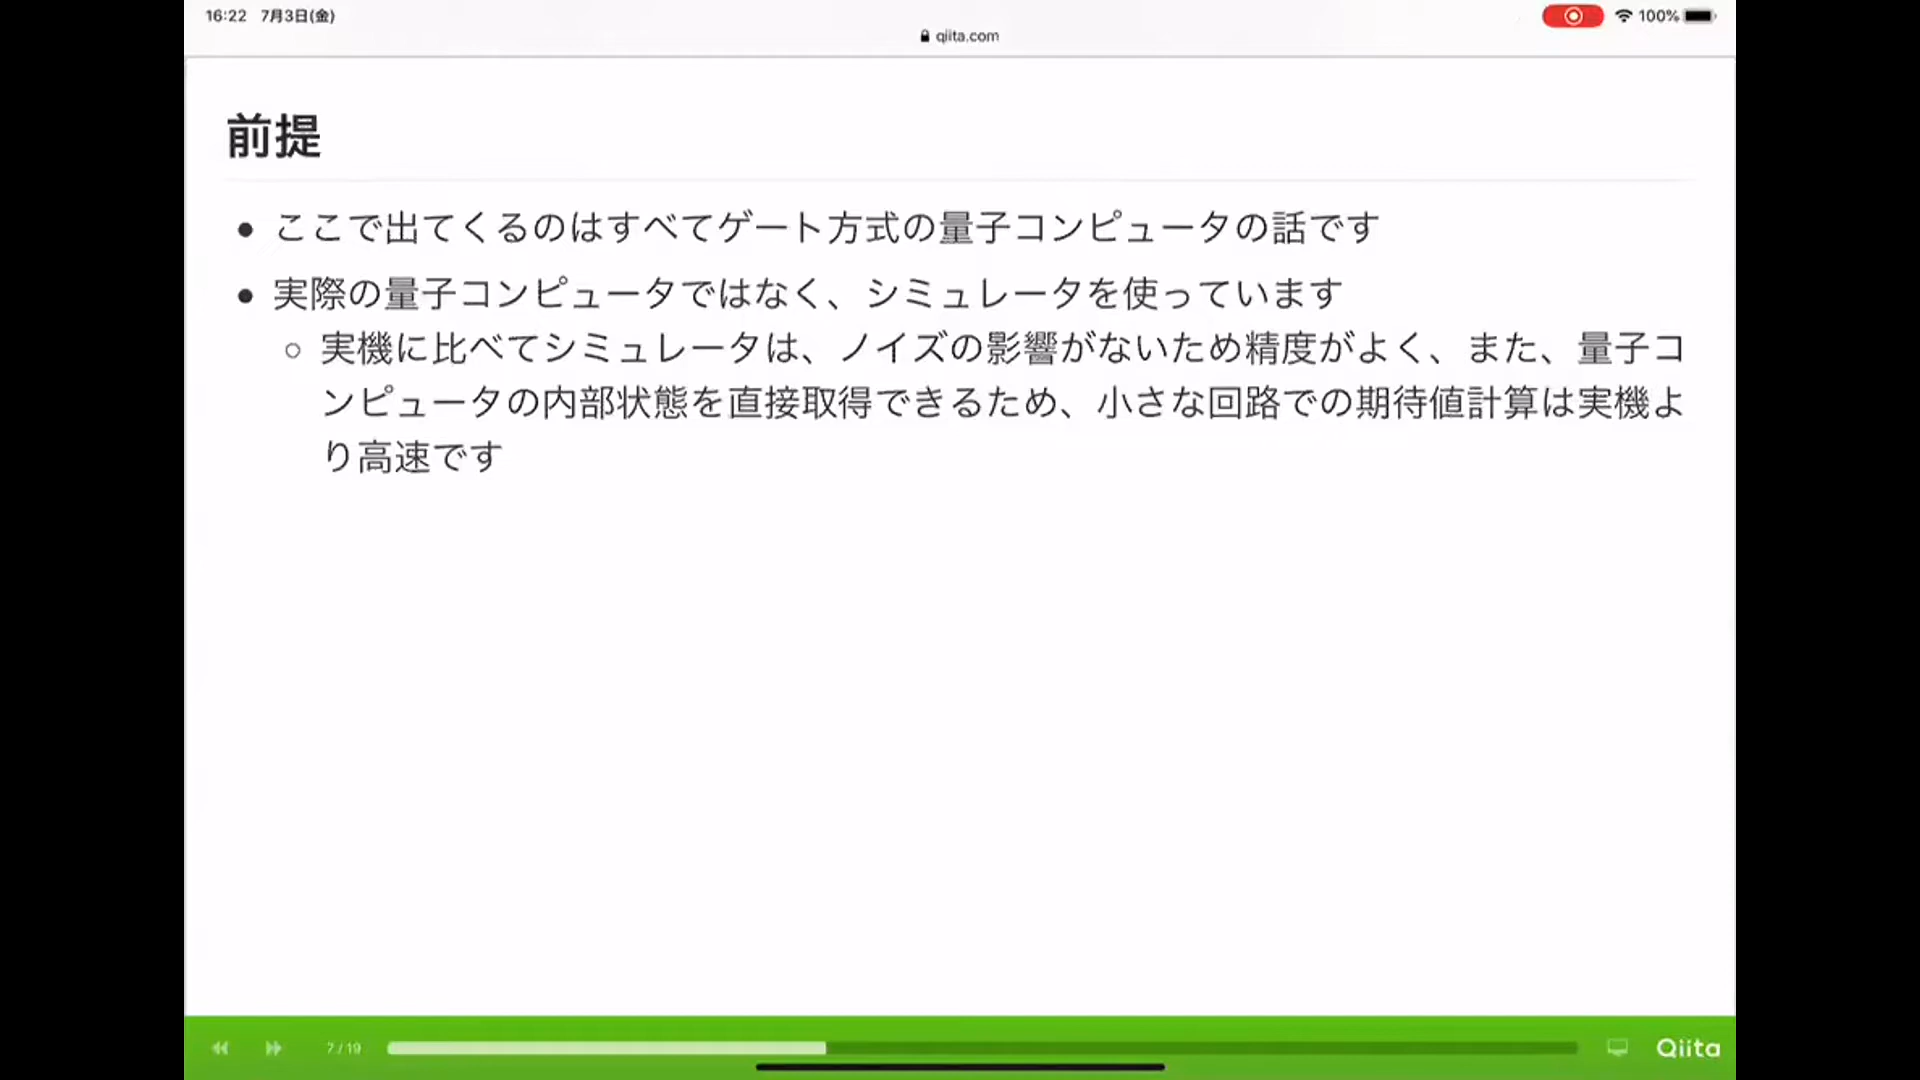 16:22 7月3日(金)
100%
qiita.com
前提
ここで出てくるのはすべてゲート方式の量子コンピュータの話です
実際の量子コンピュータではなく、シミュレータを使っています
実機に比べてシミュレータは、ノイズの影響がないため精度がよく、また、量子コ
ンピュータの内部状態を直接取得できるため、小さな回路での期待値計算は実機よ
り高速です
7 / 19
Qiita